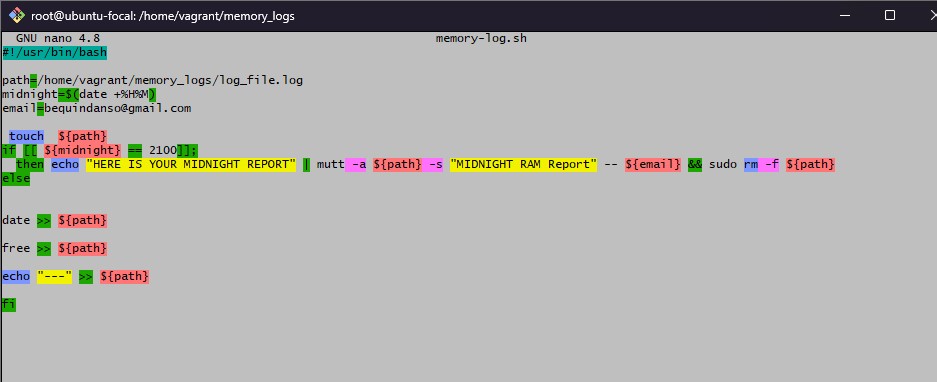 root@ubuntu-focal: /home/vagrant/memory_logs
GNU nano 4.8 memory-log.sh
#!/usr/bin/bash
path=/home/vagrant/memory_logs/log_file.log
midnight=$(date +%H%M)
email=bequindanso@gmail.com
touch  ${path}
if [[ ${midnight} == 2100]];
then echo "HERE IS YOUR MIDNIGHT REPORT" | mutt -a ${path} -s "MIDNIGHT RAM Report" -- ${email} && sudo rm -f ${path}
else
date >> ${path}
free >> ${path}
echo "---" >> ${path}
fi